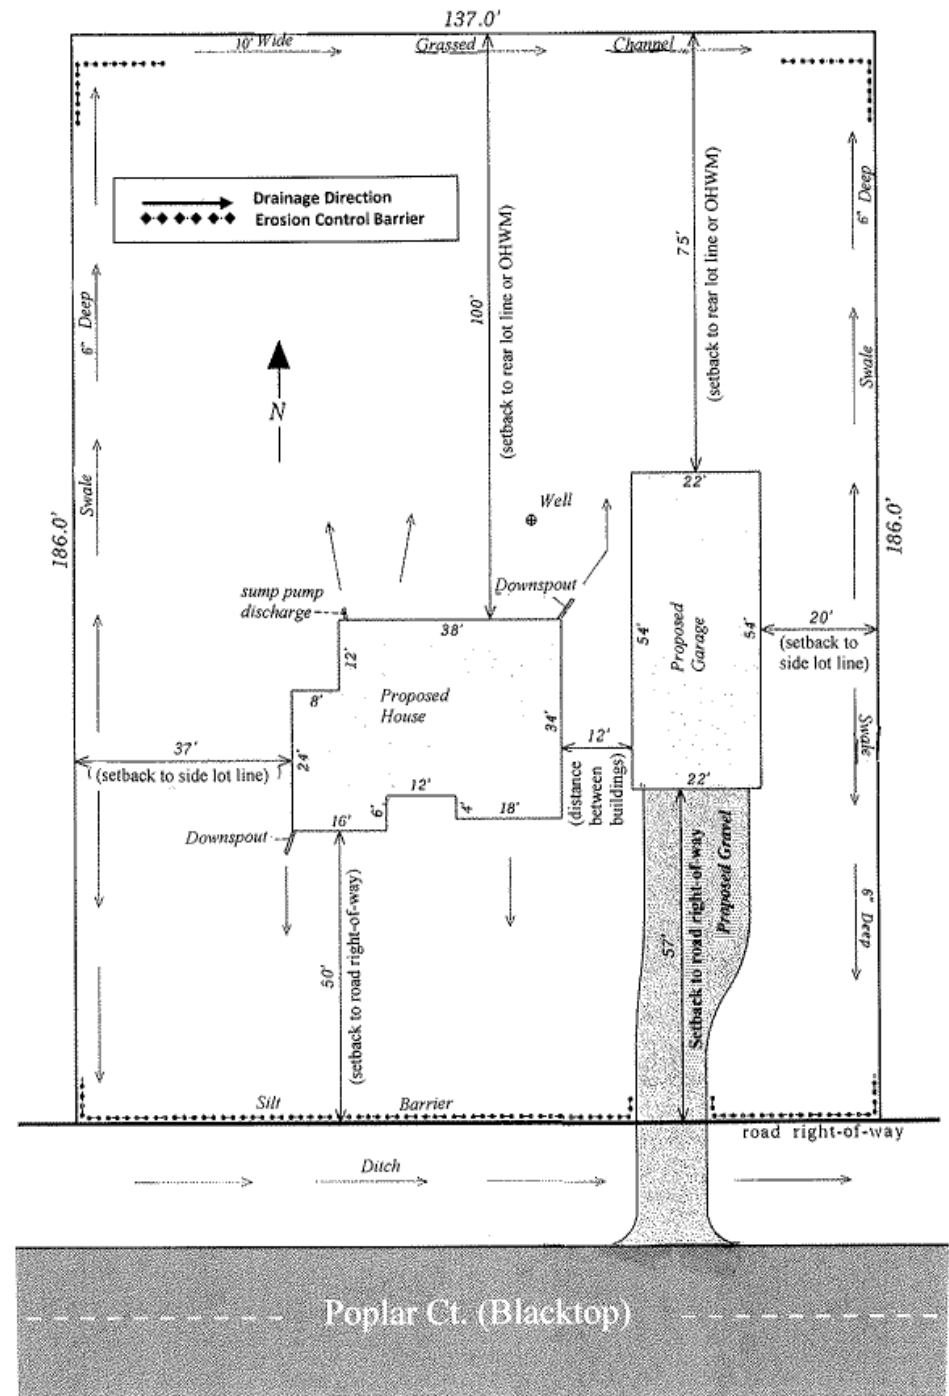 137.0'
10' Wide
Grassed
Channel
Drainage Direction
Erosion Control Barrier
6" Deep
Swale
186.0'
N
100'
(setback to rear lot line or OHWM)
75'
(setback to rear lot line or OHWM)
6" Deep
Swale
186.0'
Well
22'
sump pump
discharge
Downspout
38'
12'
8'
Proposed
House
34'
24'
54'
Proposed
Garage
54'
20'
(setback to
side lot line)
37'
(setback to side lot line)
12'
(distance
between
buildings)
12'
6'
4'
16'
18'
22'
Downspout
Swale
6" Deep
50'
(setback to road right-of-way)
57'
Setback to road right-of-way
Proposed Gravel
Silt
Barrier
road right-of-way
Ditch
Poplar Ct. (Blacktop)